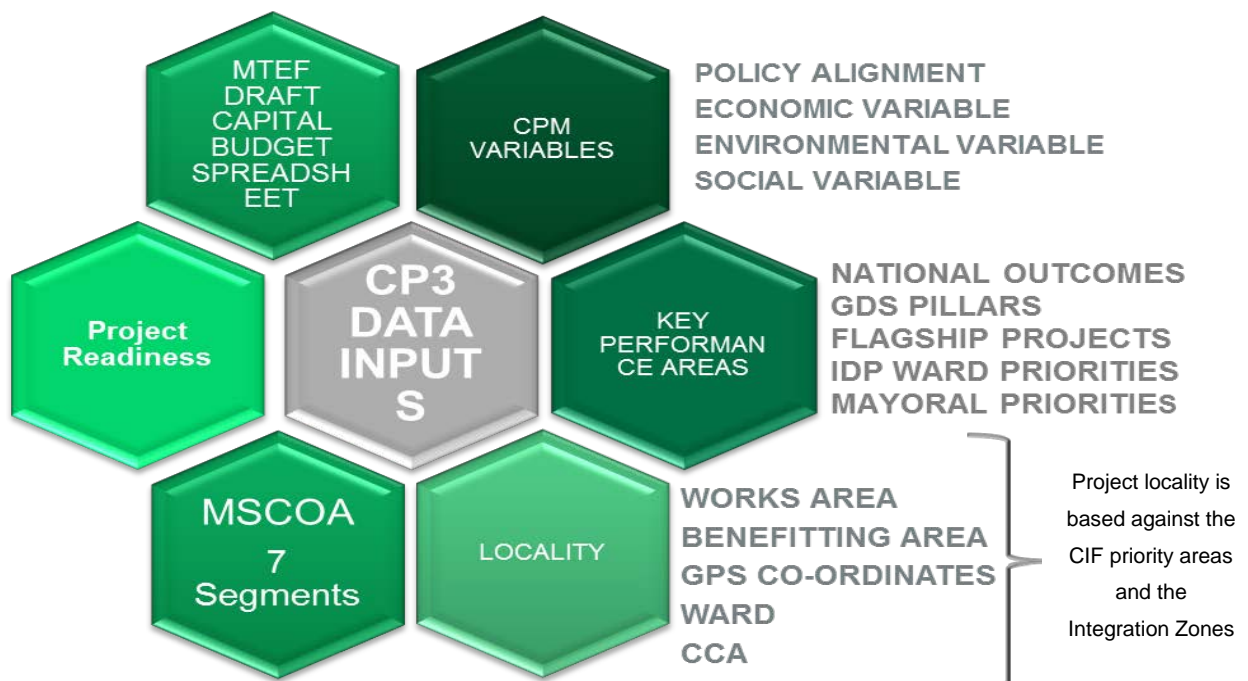 MTEF
DRAFT
CAPITAL
BUDGET
SPREADSH
EET
CPM
VARIABLES
POLICY ALIGNMENT
ECONOMIC VARIABLE
ENVIRONMENTAL VARIABLE
SOCIAL VARIABLE
Project
Readiness
CP3
DATA
INPUT
S
KEY
PERFORMAN
CE AREAS
NATIONAL OUTCOMES
GDS PILLARS
FLAGSHIP PROJECTS
IDP WARD PRIORITIES
MAYORAL PRIORITIES
MSCOA
7
Segments
LOCALITY
WORKS AREA
BENEFITTING AREA
GPS CO-ORDINATES
WARD
CCA
Project locality is
based against the
CIF priority areas
and the
Integration Zones